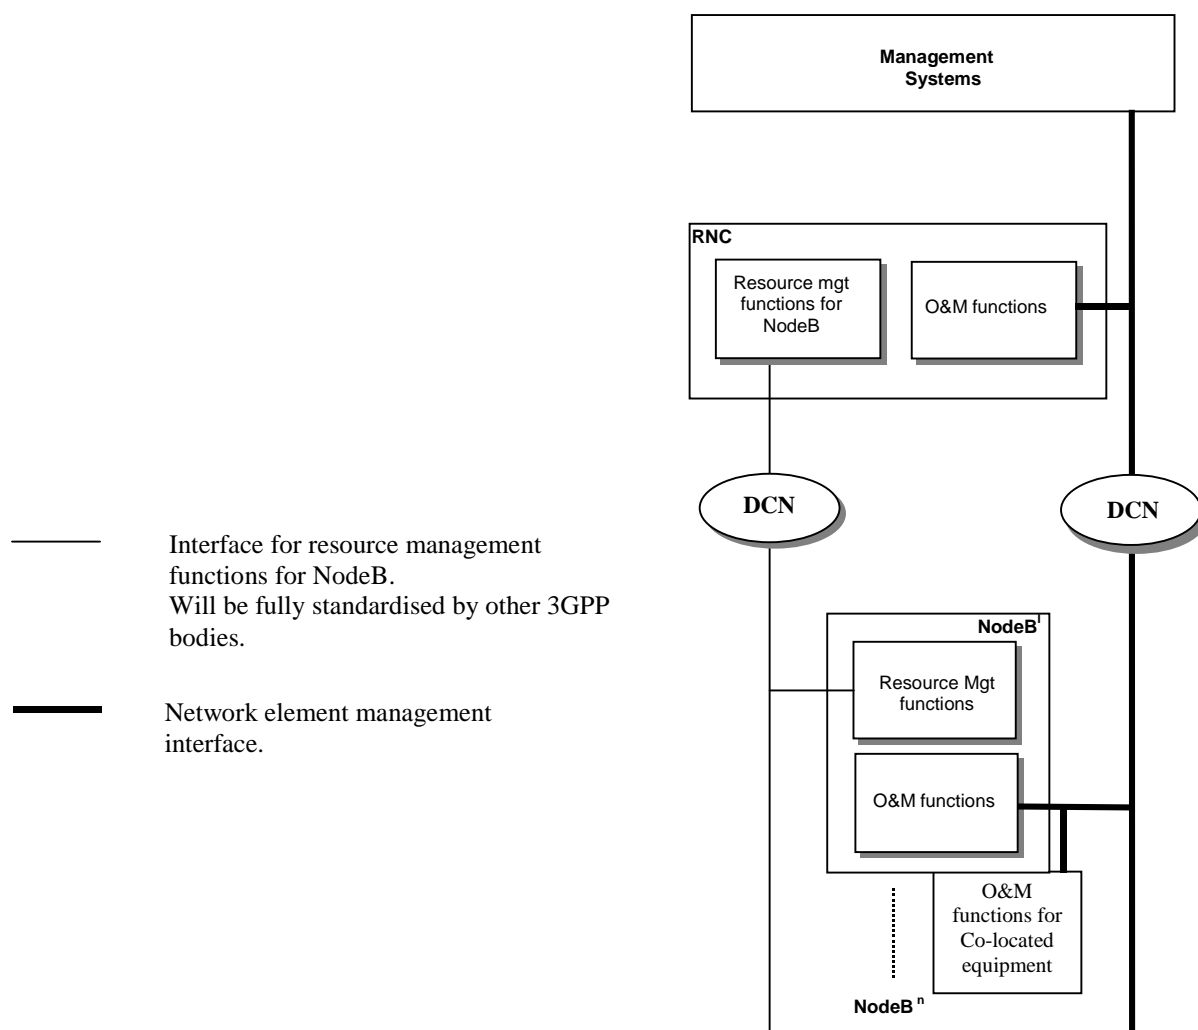 Management
Systems
RNC
Resource mgt
functions for
NodeB
O&M functions
DCN
DCN
Interface for resource management
functions for NodeB.
Will be fully standardised by other 3GPP
bodies.
NodeB
Resource Mgt
functions
Network element management
interface.
O&M functions
O&M
functions for
Co-located
equipment
NodeB n